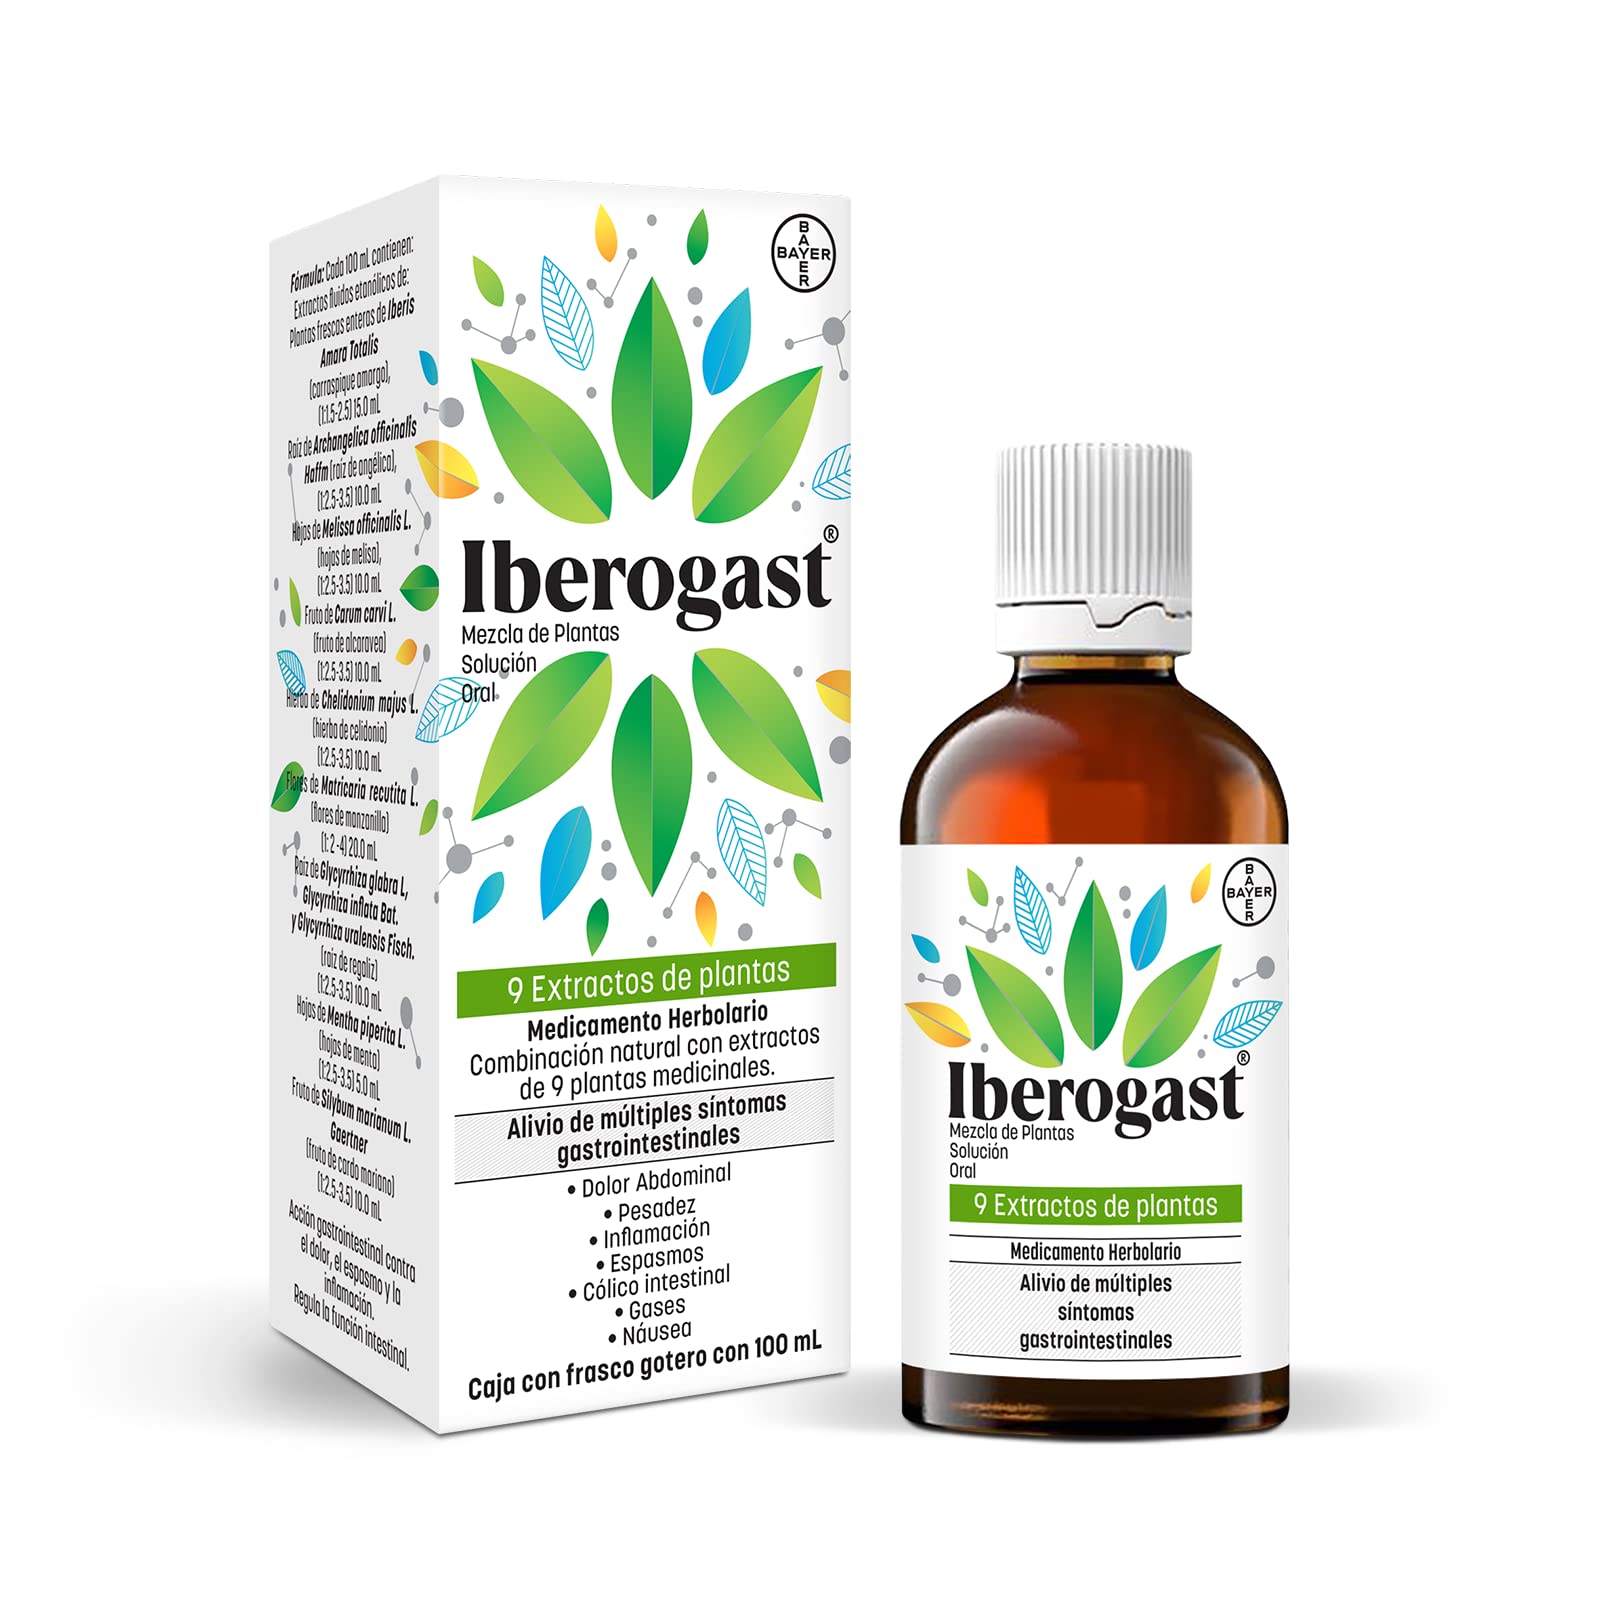 Fórmula: Cada 100 mL contienen:
Extractos fluidos etanólicos de:
Plantas frescas enteras de Iberis
Amara Totalis
(carraspique amargo),
(1:1.5-2.5) 15.0 mL
Raíz de Archangelica officinalis
Haffm (raíz de angélica),
(1:2.5-3.5) 10.0 mL
Hojas de Melissa officinalis L.
(hojas de melisa),
(1:2.5-3.5) 10.0 mL
Fruto de Carum carvi L.
(fruto de alcaravea)
(1:2.5-3.5) 10.0 mL
Hierba de Chelidonium majus L.
(hierba de celidonia)
(1:2.5-3.5) 10.0 mL
Flores de Matricaria recutita L.
(flores de manzanilla)
(1: 2 -4) 20.0 mL
Raíz de Glycyrrhiza glabra L,
Glycyrrhiza inflata Bat.
y Glycyrrhiza uralensis Fisch.
(raíz de regaliz)
(1:2.5-3.5) 10.0 mL
Hojas de Mentha piperita L.
(hojas de menta)
(1:2.5-3.5) 5.0 mL
Fruto de Silybum marianum L.
Gaertner
(fruto de cardo mariano)
(1:2.5-3.5) 10.0 mL
Acción gastrointestinal contra
el dolor, el espasmo y la
inflamación.
Regula la función intestinal.
BAYER
BAYER
Iberogast®
Mezcla de Plantas
Solución
Oral
9 Extractos de plantas
Medicamento Herbolario
Combinación natural con extractos
de 9 plantas medicinales.
Alivio de múltiples síntomas
gastrointestinales
• Dolor Abdominal
• Pesadez
• Inflamación
• Espasmos
• Cólico intestinal
• Gases
• Náusea
Caja con frasco gotero con 100 mL
BAYER
BAYER
Iberogast®
Mezcla de Plantas
Solución
Oral
9 Extractos de plantas
Medicamento Herbolario
Alivio de múltiples
síntomas
gastrointestinales